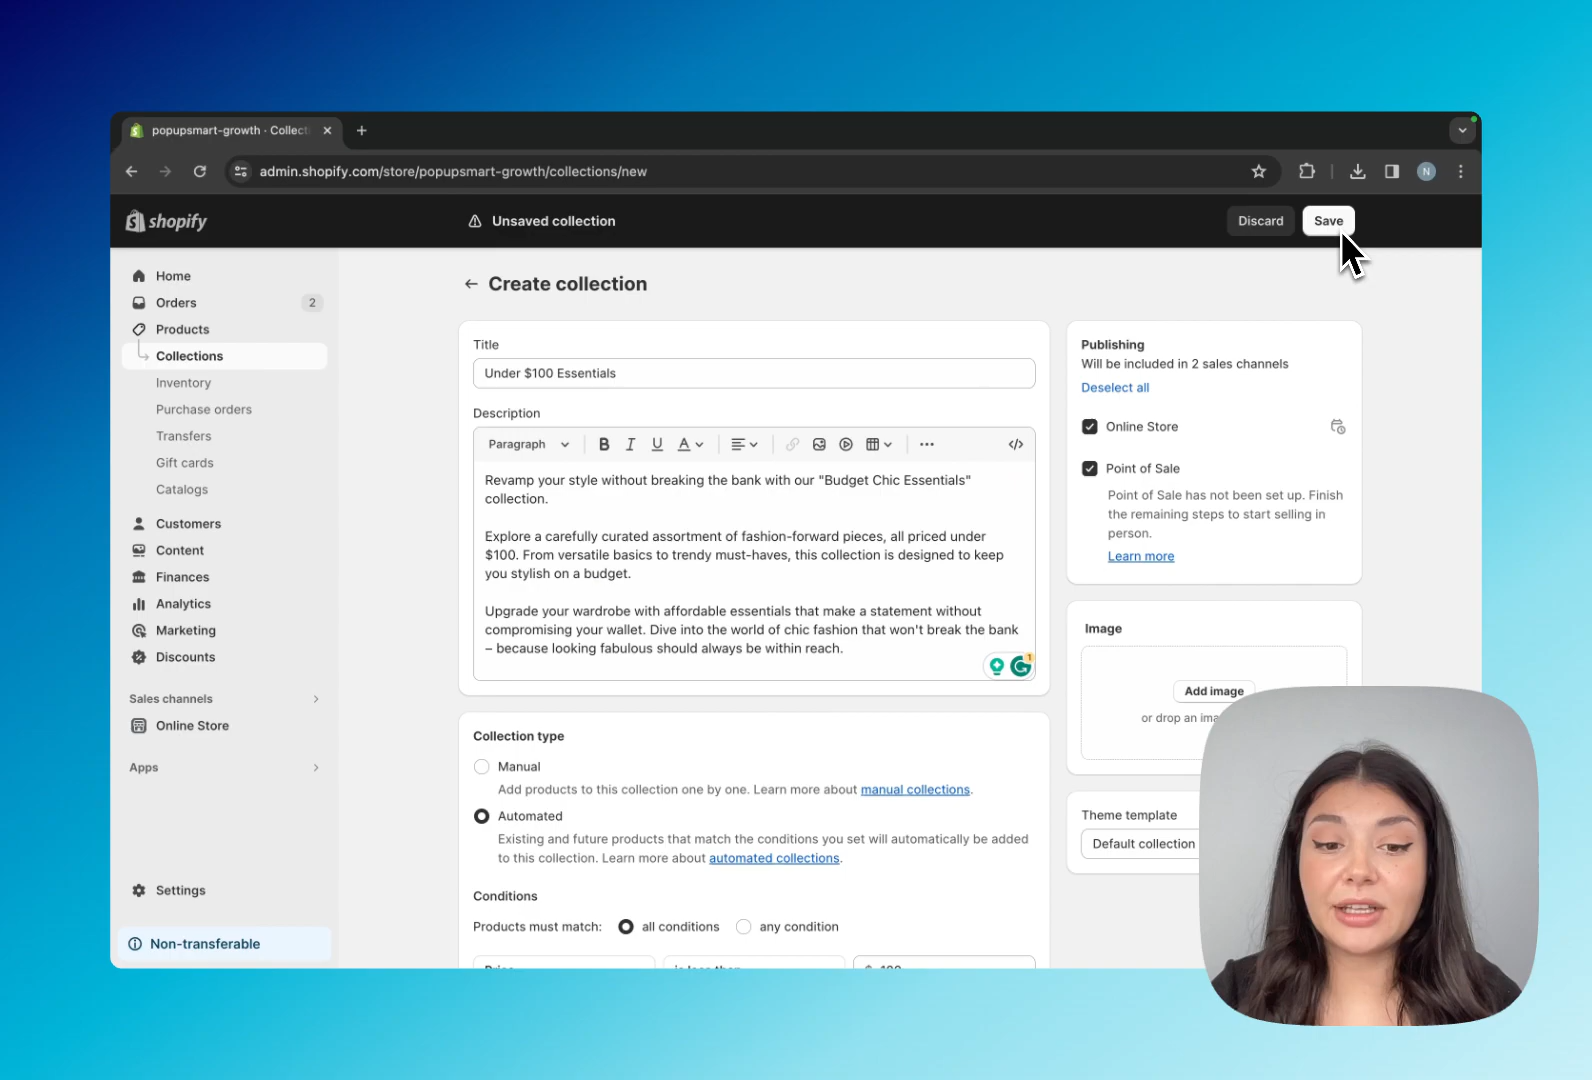 popupsmart-growth · Collecti
admin.shopify.com/store/popupsmart-growth/collections/new
N
shopify
Unsaved collection
Discard
Save
Home
Orders
2
Products
Collections
Inventory
Purchase orders
Transfers
Gift cards
Catalogs
Customers
Content
Finances
Analytics
Marketing
Discounts
Sales channels
Online Store
Apps
Settings
Non-transferable
Create collection
Title
Under $100 Essentials
Description
Paragraph
B I U A
Revamp your style without breaking the bank with our "Budget Chic Essentials"
collection.
Explore a carefully curated assortment of fashion-forward pieces, all priced under
$100. From versatile basics to trendy must-haves, this collection is designed to keep
you stylish on a budget.
Upgrade your wardrobe with affordable essentials that make a statement without
compromising your wallet. Dive into the world of chic fashion that won't break the bank
– because looking fabulous should always be within reach.
1
Collection type
Manual
Add products to this collection one by one. Learn more about manual collections.
Automated
Existing and future products that match the conditions you set will automatically be added
to this collection. Learn more about automated collections.
Conditions
Products must match:
all conditions
any condition
Publishing
Will be included in 2 sales channels
Deselect all
Online Store
Point of Sale
Point of Sale has not been set up. Finish
the remaining steps to start selling in
person.
Learn more
Image
Add image
or drop an
Theme template
Default collection